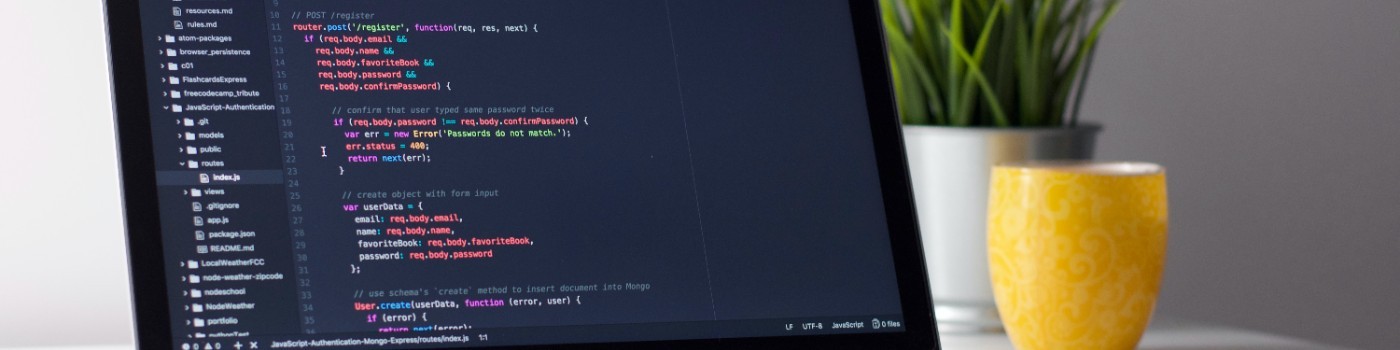 resources.md
rules.md
atom-packages
browser_persistence
c01
FlashcardsExpress
freecodecamp_tribute
JavaScript-Authentication
.git
models
public
routes
index.js
views
.gitignore
app.js
package.json
README.md
LocalWeatherFCC
node-weather-zipcode
nodeschool
NodeWeather
portfolio
pythonTest
9
10 // POST /register
11 router.post('/register', function(req, res, next) {
12 if (req.body.email &&
13 req.body.name &&
14 req.body.favoriteBook &&
15 req.body.password &&
16 req.body.confirmPassword) {
17
18 // confirm that user typed same password twice
19 if (req.body.password !== req.body.confirmPassword) {
20 var err = new Error('Passwords do not match.');
21 err.status = 400;
22 return next(err);
23 }
24
25 // create object with form input
26 var userData = {
27 email: req.body.email,
28 name: req.body.name,
29 favoriteBook: req.body.favoriteBook,
30 password: req.body.password
31 };
32
33 // use schema's `create` method to insert document into Mongo
34 User.create(userData, function (error, user) {
35 if (error) {
36 return next(error);
0 0 + × JavaScript-Authentication-Mongo-Express/routes/index.js 1:1 LF UTF-8 JavaScript 0 files